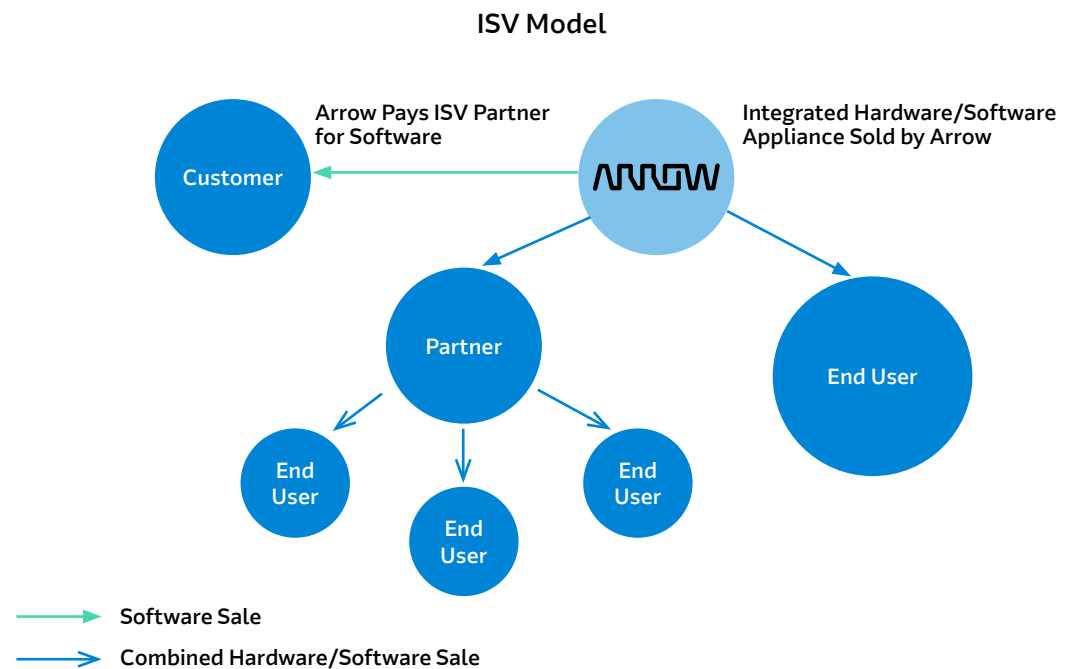 ISV Model
Arrow Pays ISV Partner
for Software
Integrated Hardware/Software
Appliance Sold by Arrow
Customer
ARROW
Partner
End User
End
User
End
User
End
User
Software Sale
Combined Hardware/Software Sale